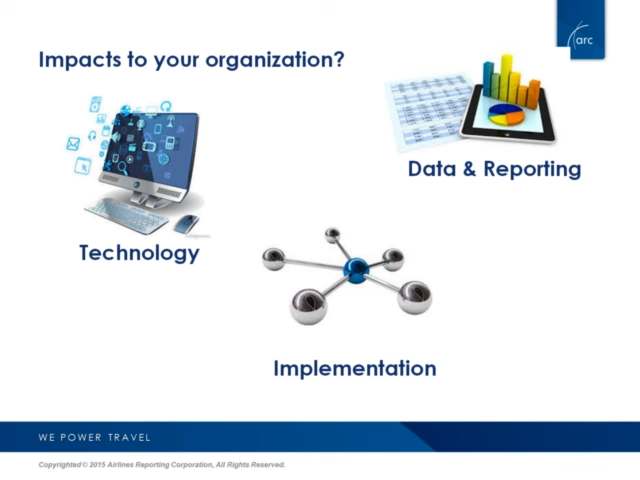 arc
Impacts to your organization?
Data & Reporting
Technology
Implementation
WE POWER TRAVEL
Copyrighted © 2015 Airlines Reporting Corporation, All Rights Reserved.